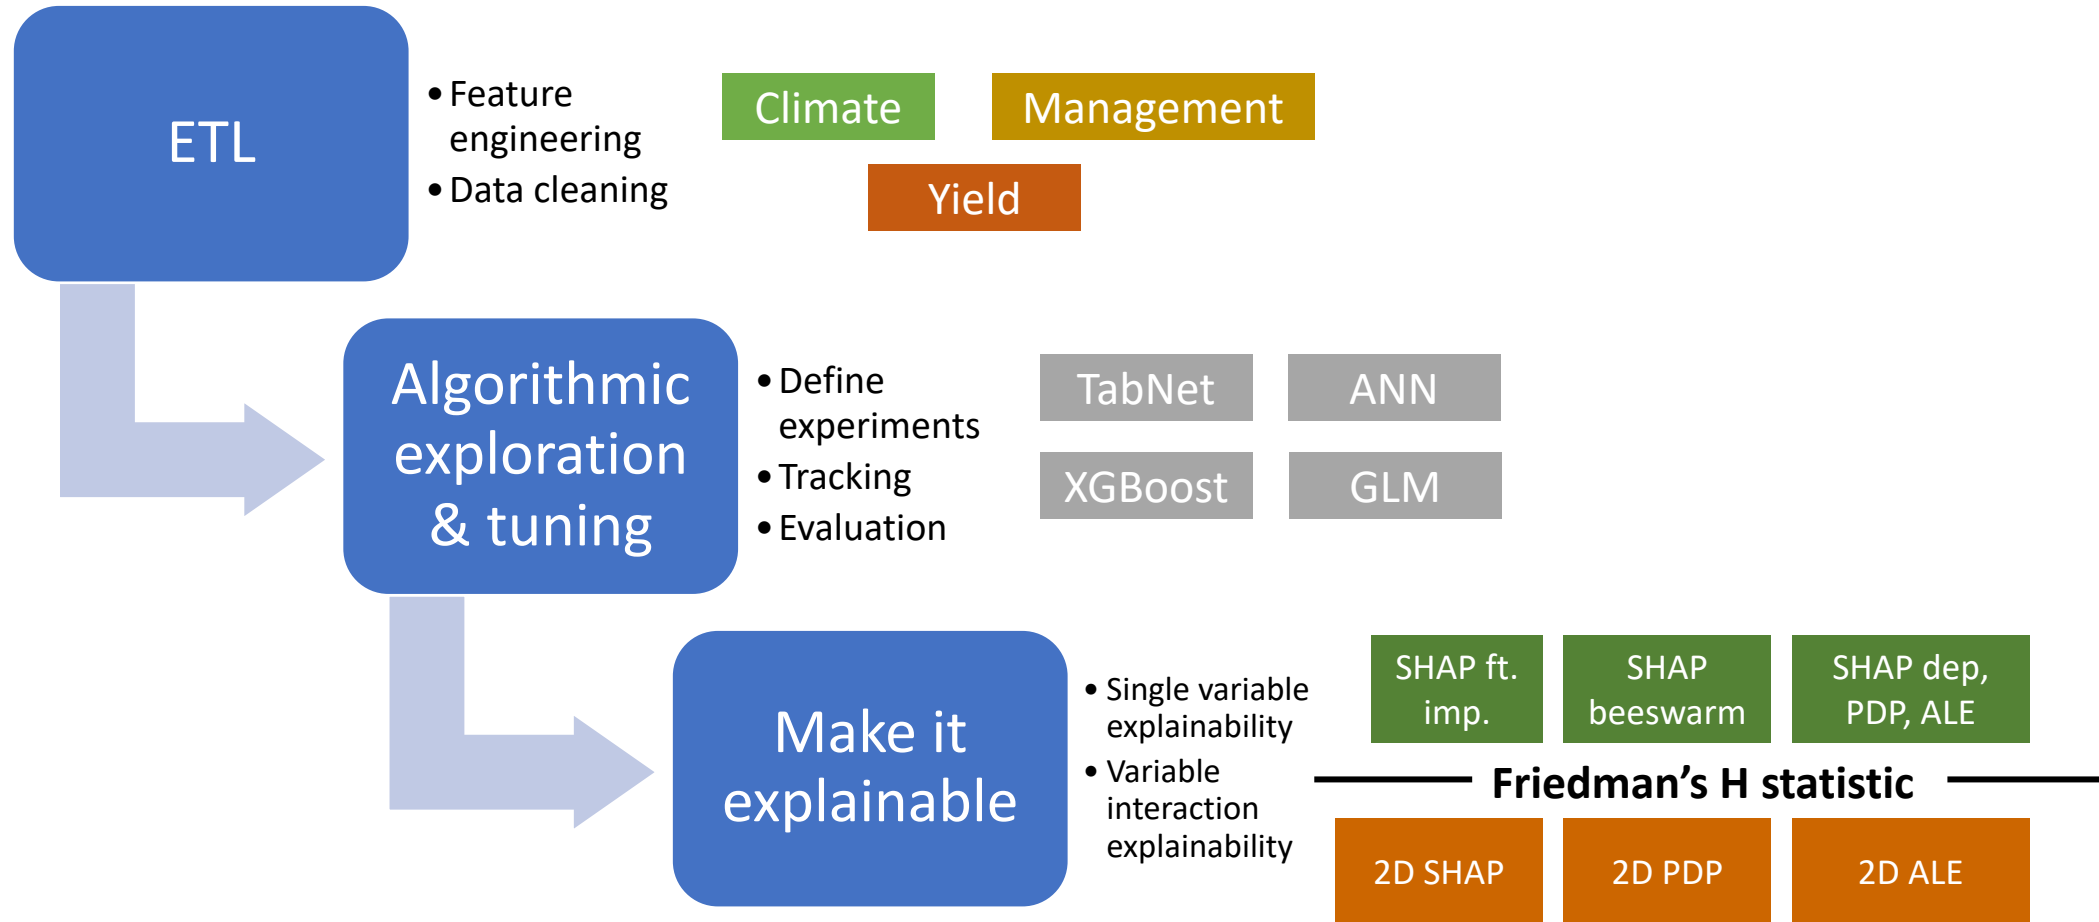 ETL
• Feature
engineering
• Data cleaning
Climate
Management
Yield
Algorithmic
exploration
& tuning
• Define
experiments
• Tracking
• Evaluation
TabNet
ANN
XGBoost
GLM
Make it
explainable
• Single variable
explainability
• Variable
interaction
explainability
SHAP ft.
imp.
SHAP
beeswarm
SHAP dep,
PDP, ALE
Friedman’s H statistic
2D SHAP
2D PDP
2D ALE